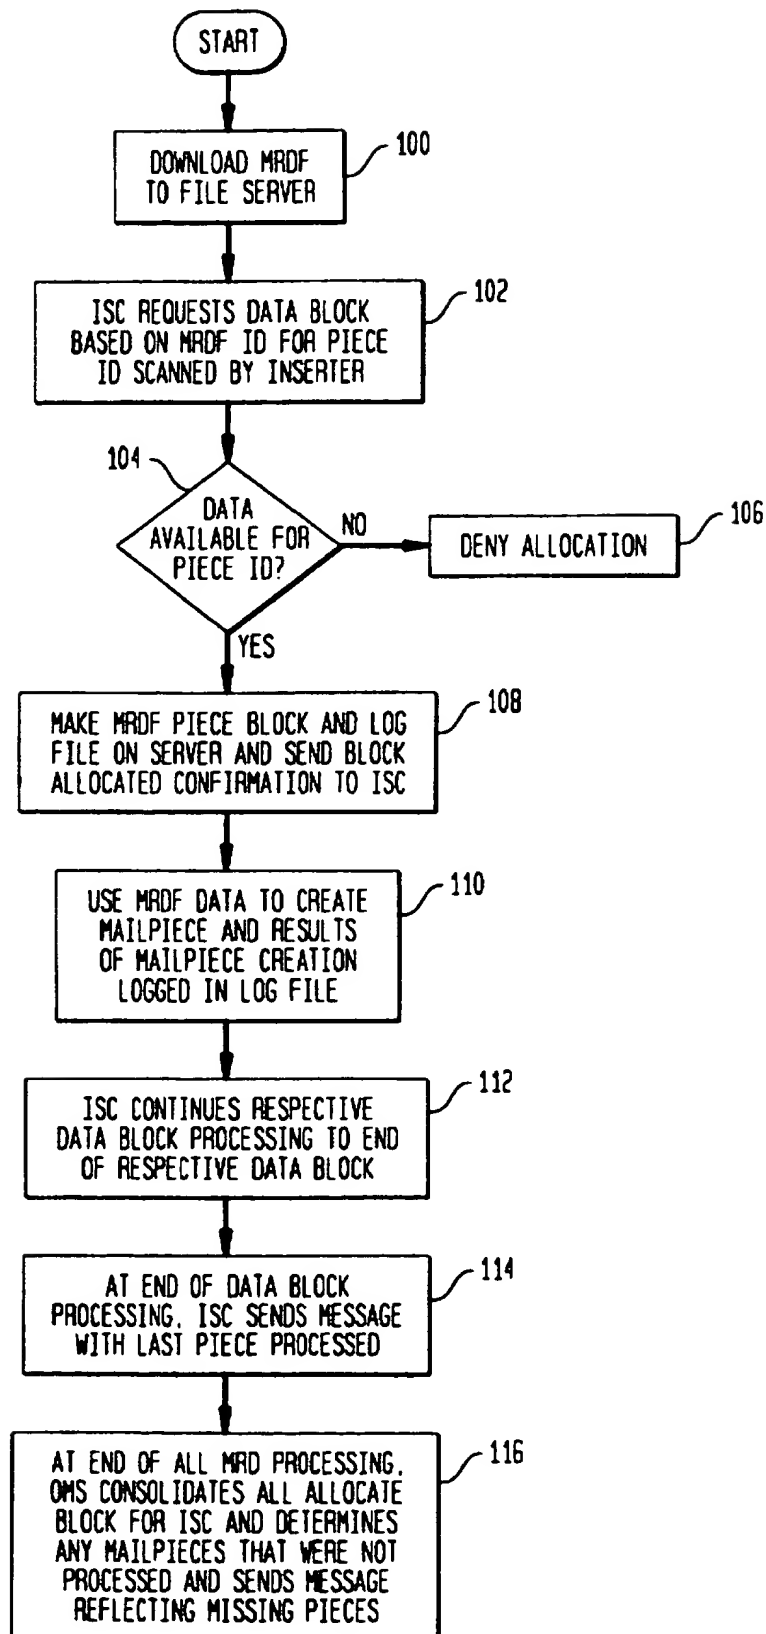 START
100
DOWNLOAD MRDF
TO FILE SERVER
102
ISC REQUESTS DATA BLOCK
BASED ON MRDF ID FOR PIECE
ID SCANNED BY INSERTER
104
DATA
AVAILABLE FOR
PIECE ID?
NO
106
DENY ALLOCATION
YES
108
MAKE MRDF PIECE BLOCK AND LOG
FILE ON SERVER AND SEND BLOCK
ALLOCATED CONFIRMATION TO ISC
110
USE MRDF DATA TO CREATE
MAILPIECE AND RESULTS
OF MAILPIECE CREATION
LOGGED IN LOG FILE
112
ISC CONTINUES RESPECTIVE
DATA BLOCK PROCESSING TO END
OF RESPECTIVE DATA BLOCK
114
AT END OF DATA BLOCK
PROCESSING, ISC SENDS MESSAGE
WITH LAST PIECE PROCESSED
116
AT END OF ALL MRD PROCESSING,
OMS CONSOLIDATES ALL ALLOCATE
BLOCK FOR ISC AND DETERMINES
ANY MAILPIECES THAT WERE NOT
PROCESSED AND SENDS MESSAGE
REFLECTING MISSING PIECES